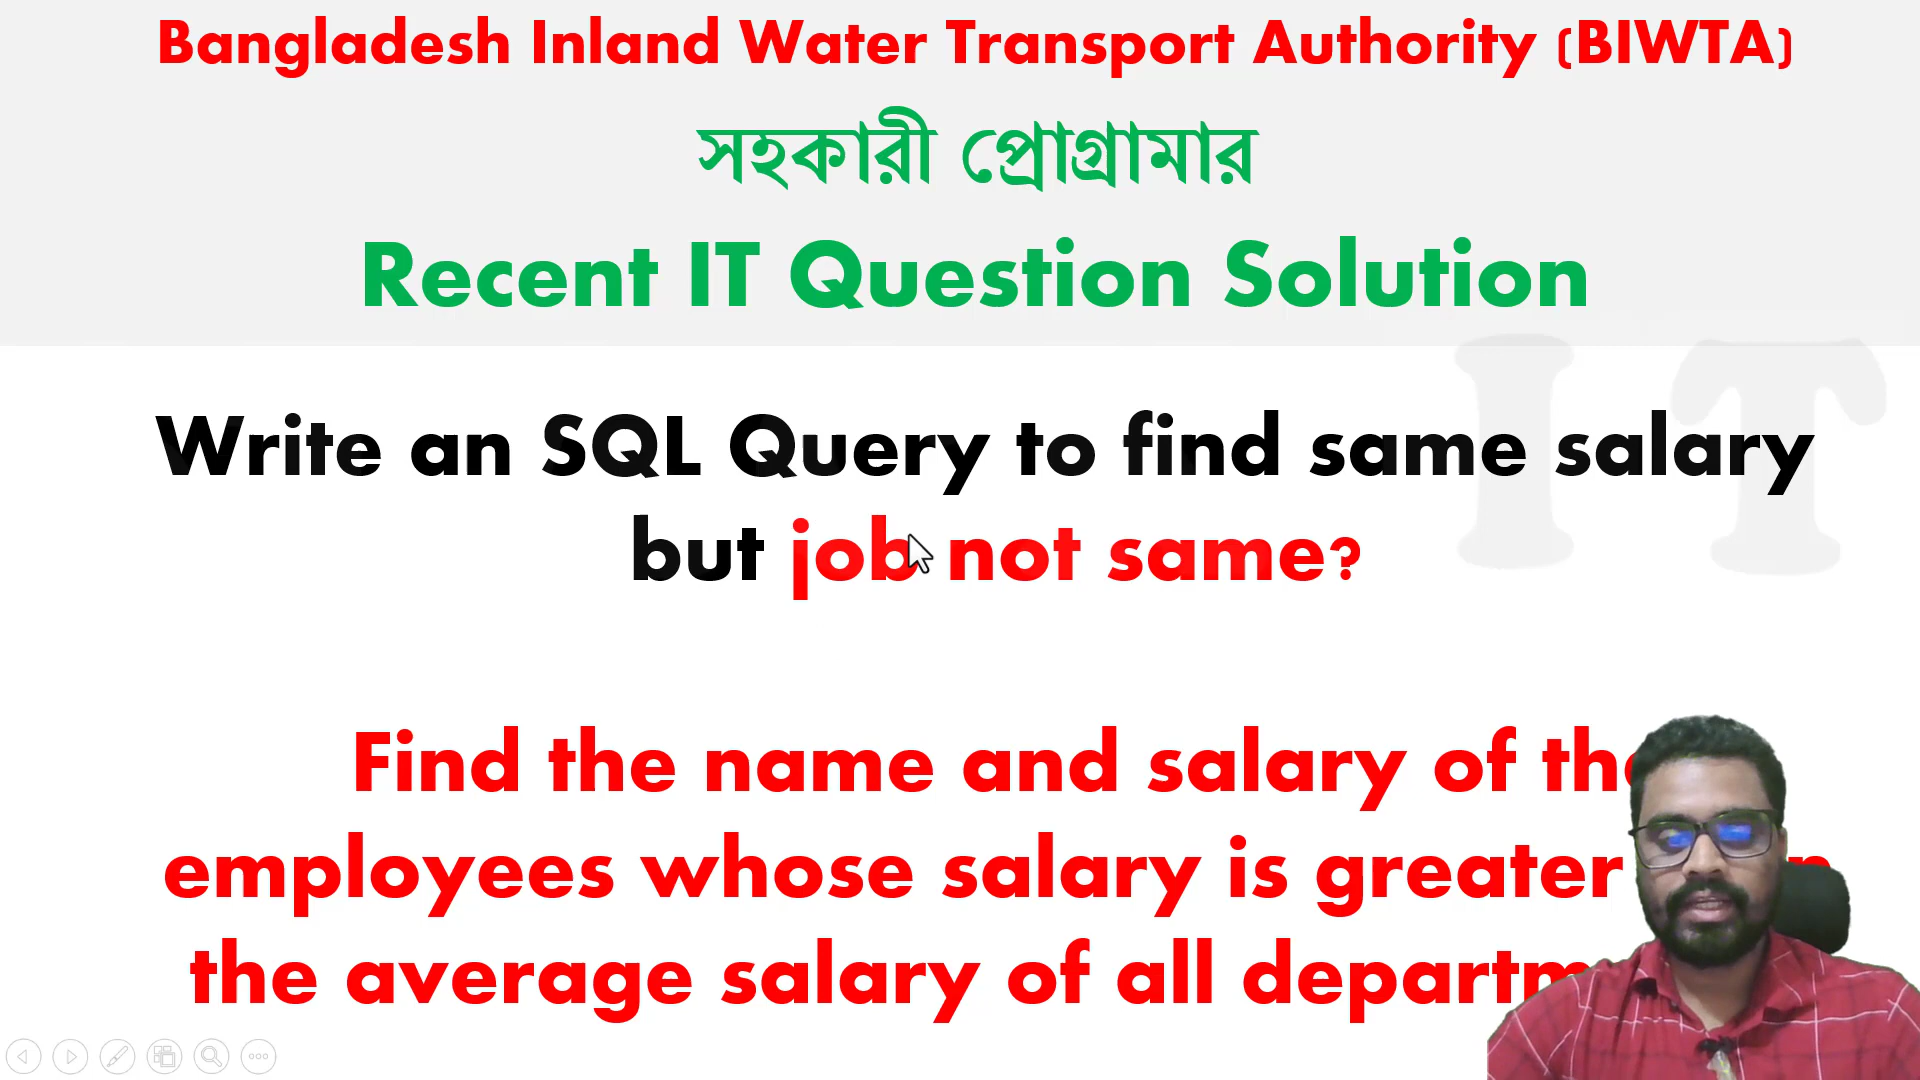 Bangladesh Inland Water Transport Authority (BIWTA)
সহকারী প্রোগ্রামার
Recent IT Question Solution
IT
Write an SQL Query to find same salary
but job not same?
Find the name and salary of the
employees whose salary is greater
the average salary of all